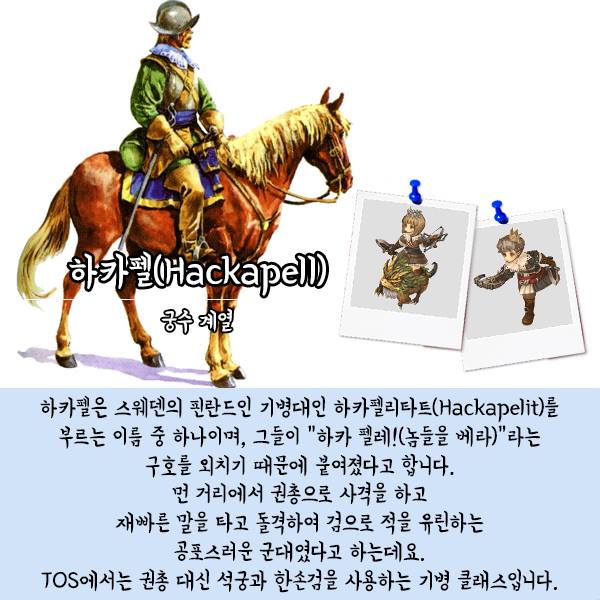 하카펠(Hackapell)
궁수 계열
하카펠은 스웨덴의 핀란드인 기병대인 하카펠리타트(Hackapelit)를
부르는 이름 중 하나이며, 그들이 "하카 펠레!(놈들을 베라)"라는
구호를 외치기 때문에 붙여졌다고 합니다.
먼 거리에서 권총으로 사격을 하고
재빠른 말을 타고 돌격하여 검으로 적을 유린하는
공포스러운 군대였다고 하는데요.
TOS에서는 권총 대신 석궁과 한손검을 사용하는 기병 클래스입니다.